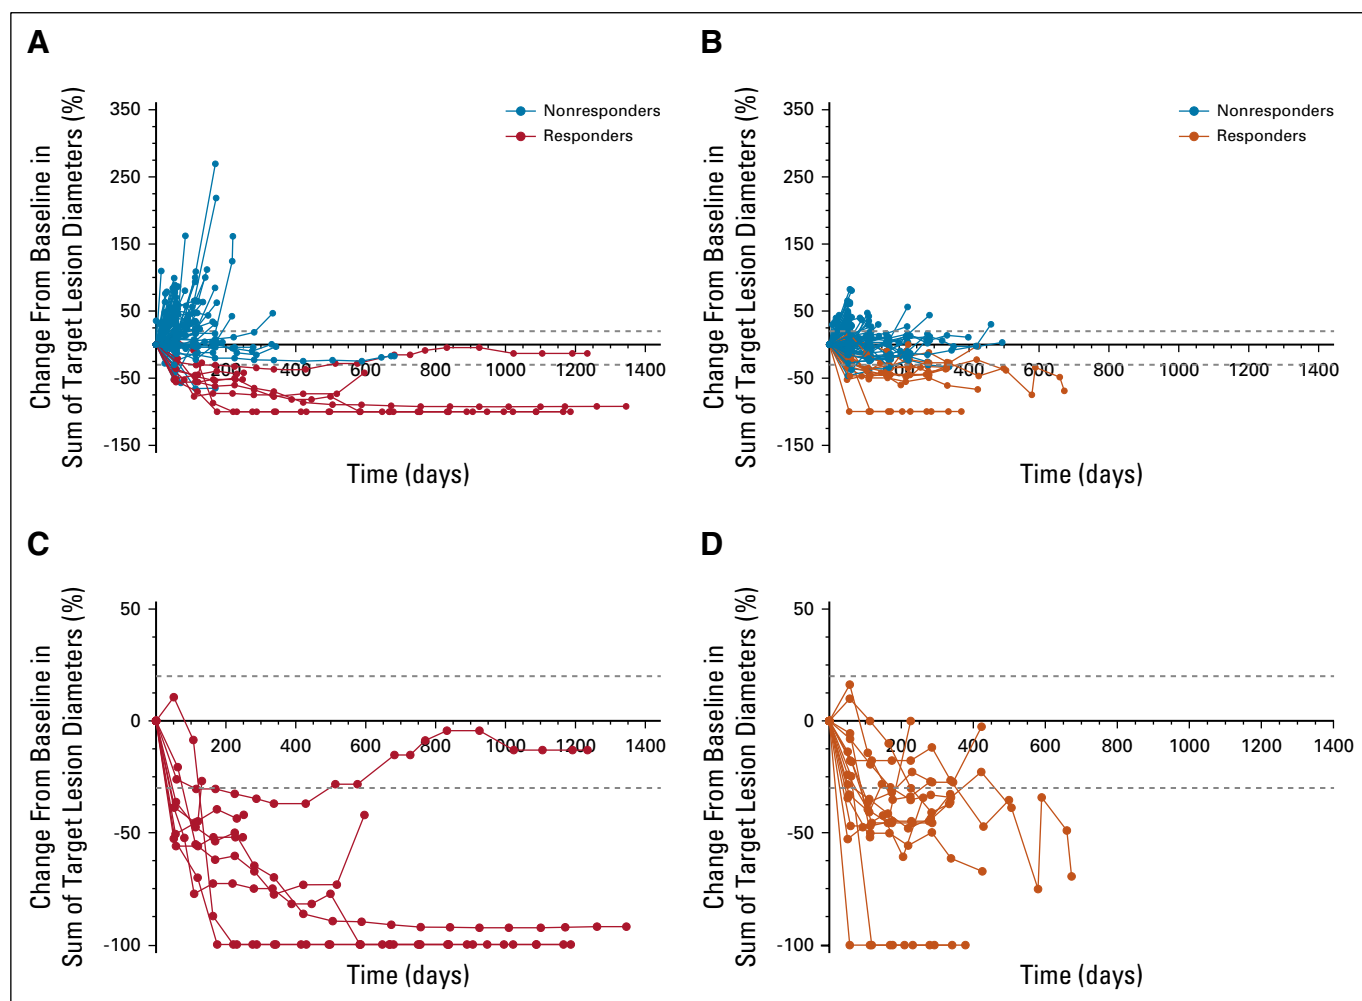 A
Change From Baseline in
Sum of Target Lesion Diameters (%)
350
250
150
50
-50
-150
200
400
600
800
1000
1200
1400
Time (days)
Nonresponders
Responders
B
Change From Baseline in
Sum of Target Lesion Diameters (%)
350
250
150
50
-50
-150
200
400
600
800
1000
1200
1400
Time (days)
Nonresponders
Responders
C
Change From Baseline in
Sum of Target Lesion Diameters (%)
50
0
-50
-100
200
400
600
800
1000
1200
1400
Time (days)
D
Change From Baseline in
Sum of Target Lesion Diameters (%)
50
0
-50
-100
200
400
600
800
1000
1200
1400
Time (days)